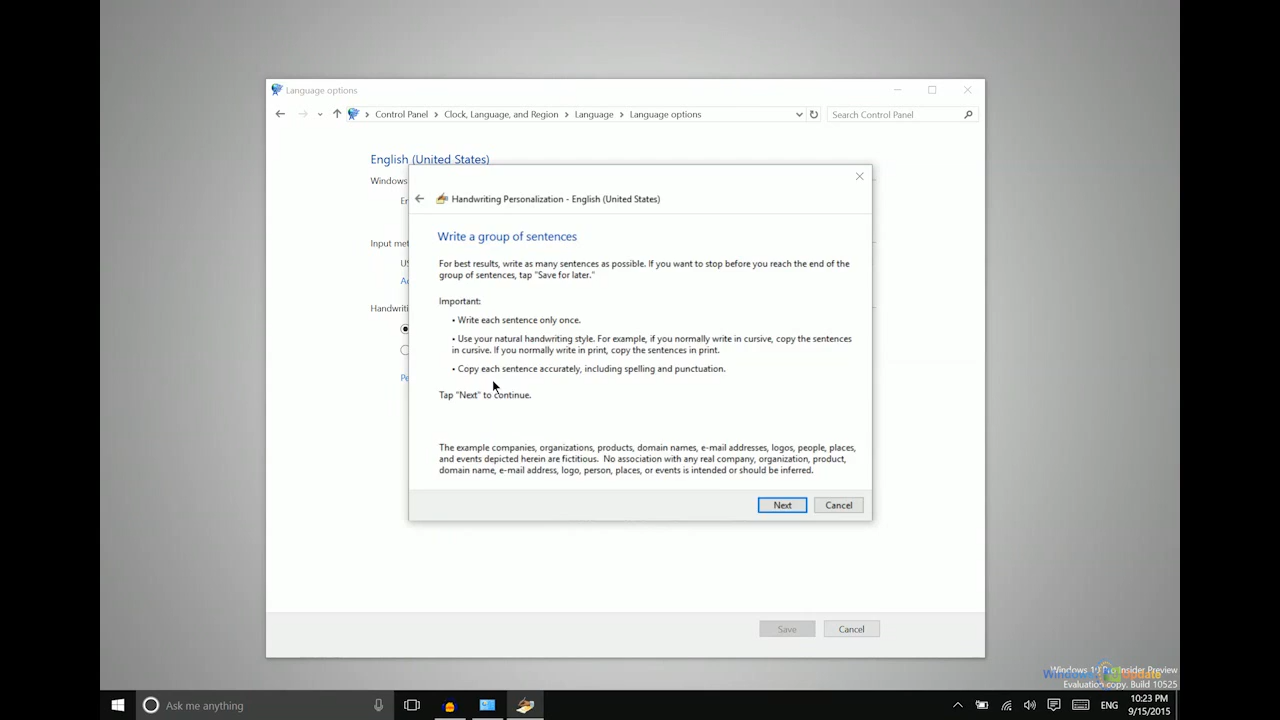 Language options
Control Panel
Clock, Language, and Region
Language
Language options
Search Control Panel
English (United States)
Windows
Input met
Handwriti
Handwriting Personalization - English (United States)
Write a group of sentences
For best results, write as many sentences as possible. If you want to stop before you reach the end of the
group of sentences, tap "Save for later."
Important:
• Write each sentence only once.
• Use your natural handwriting style. For example, if you normally write in cursive, copy the sentences
in cursive. If you normally write in print, copy the sentences in print.
• Copy each sentence accurately, including spelling and punctuation.
Tap "Next" to continue.
The example companies, organizations, products, domain names, e-mail addresses, logos, people, places,
and events depicted herein are fictitious. No association with any real company, organization, product,
domain name, e-mail address, logo, person, places, or events is intended or should be inferred.
Next
Cancel
Save
Cancel
Windows 10 Pro Insider Preview
Evaluation copy. Build 10525
Ask me anything
ENG
10:23 PM
9/15/2015